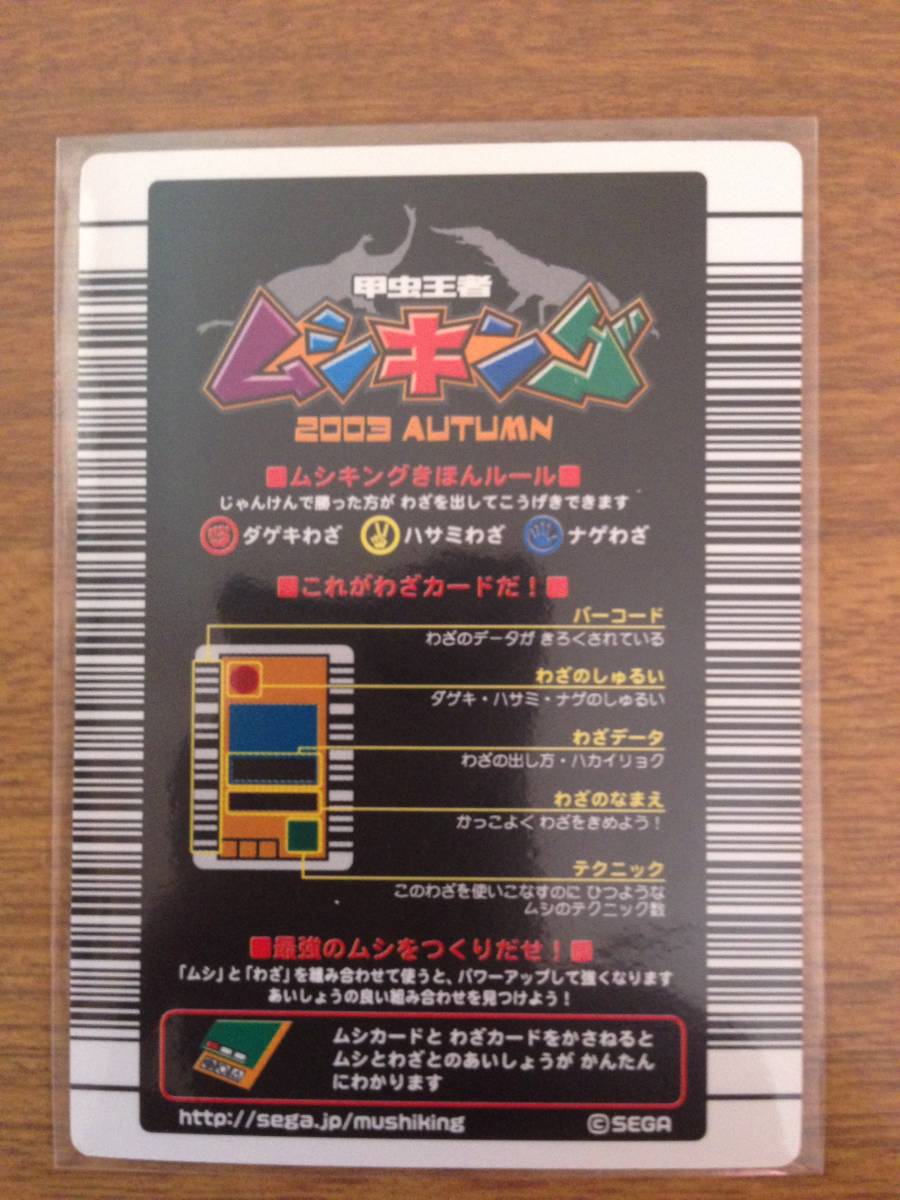 甲虫王者
ムシキング
2003 AUTUMN
ムシキングきほんルール
じゃんけんで勝った方が わざを出してこうげきできます
ダゲキわざ ハサミわざ ナゲわざ
これがわざカードだ！
バーコード
わざのデータが きろくされている
わざのしゅるい
ダゲキ・ハサミ・ナゲのしゅるい
わざデータ
わざの出し方・ハカイリョク
わざのなまえ
かっこよく わざをきめよう！
テクニック
このわざを使いこなすのに ひつような
ムシのテクニック数
最強のムシをつくりだせ！
「ムシ」と「わざ」を組み合わせて使うと、パワーアップして強くなります
あいしょうの良い組み合わせを見つけよう！
ムシカードと わざカードをかさねると
ムシとわざとのあいしょうが かんたん
にわかります
http://sega.jp/mushiking
©SEGA